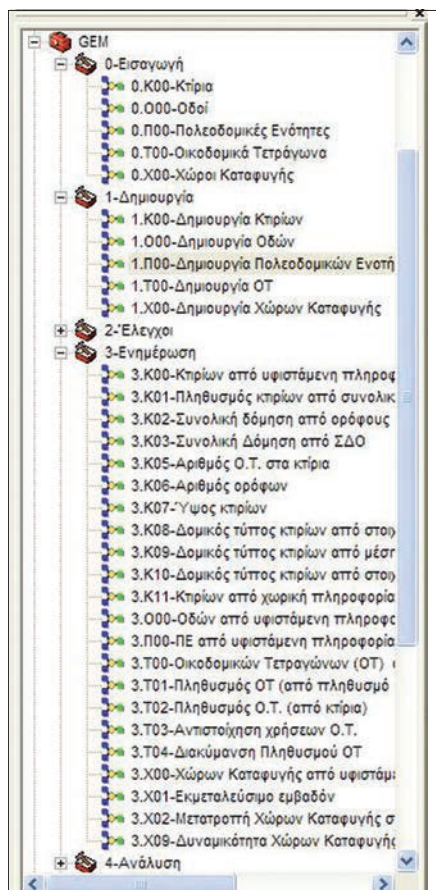 GEM
0-Εισαγωγή
0.Κ00-Κτίρια
0.Ο00-Οδοί
0.Π00-Πολεοδομικές Ενότητες
0.Τ00-Οικοδομικά Τετράγωνα
0.Χ00-Χώροι Καταφυγής
1-Δημιουργία
1.Κ00-Δημιουργία Κτιρίων
1.Ο00-Δημιουργία Οδών
1.Π00-Δημιουργία Πολεοδομικών Ενοτή
1.Τ00-Δημιουργία ΟΤ
1.Χ00-Δημιουργία Χώρων Καταφυγής
2-Έλεγχοι
3-Ενημέρωση
3.Κ00-Κτιρίων από υφιστάμενη πληροφ
3.Κ01-Πληθυσμός κτιρίων από συνολικ
3.Κ02-Συνολική δόμηση από ορόφους
3.Κ03-Συνολική Δόμηση από ΣΔΟ
3.Κ05-Αριθμός Ο.Τ. στα κτίρια
3.Κ06-Αριθμός ορόφων
3.Κ07-Ύψος κτιρίων
3.Κ08-Δομικός τύπος κτιρίων από στοιχ
3.Κ09-Δομικός τύπος κτιρίων από μέση
3.Κ10-Δομικός τύπος κτιρίων από στοιχ
3.Κ11-Κτιρίων από χωρική πληροφορία
3.Ο00-Οδών από υφιστάμενη πληροφο
3.Π00-ΠΕ από υφιστάμενη πληροφορία
3.Τ00-Οικοδομικών Τετραγώνων (ΟΤ)
3.Τ01-Πληθυσμός ΟΤ (από πληθυσμό
3.Τ02-Πληθυσμός Ο.Τ. (από κτίρια)
3.Τ03-Αντιστοίχηση χρήσεων Ο.Τ.
3.Τ04-Διακύμανση Πληθυσμού ΟΤ
3.Χ00-Χώρων Καταφυγής από υφιστάμε
3.Χ01-Εκμεταλεύσιμο εμβαδόν
3.Χ02-Μετατροπή Χώρων Καταφυγής σ
3.Χ09-Δυναμικότητα Χώρων Καταφυγής
4-Ανάλυση